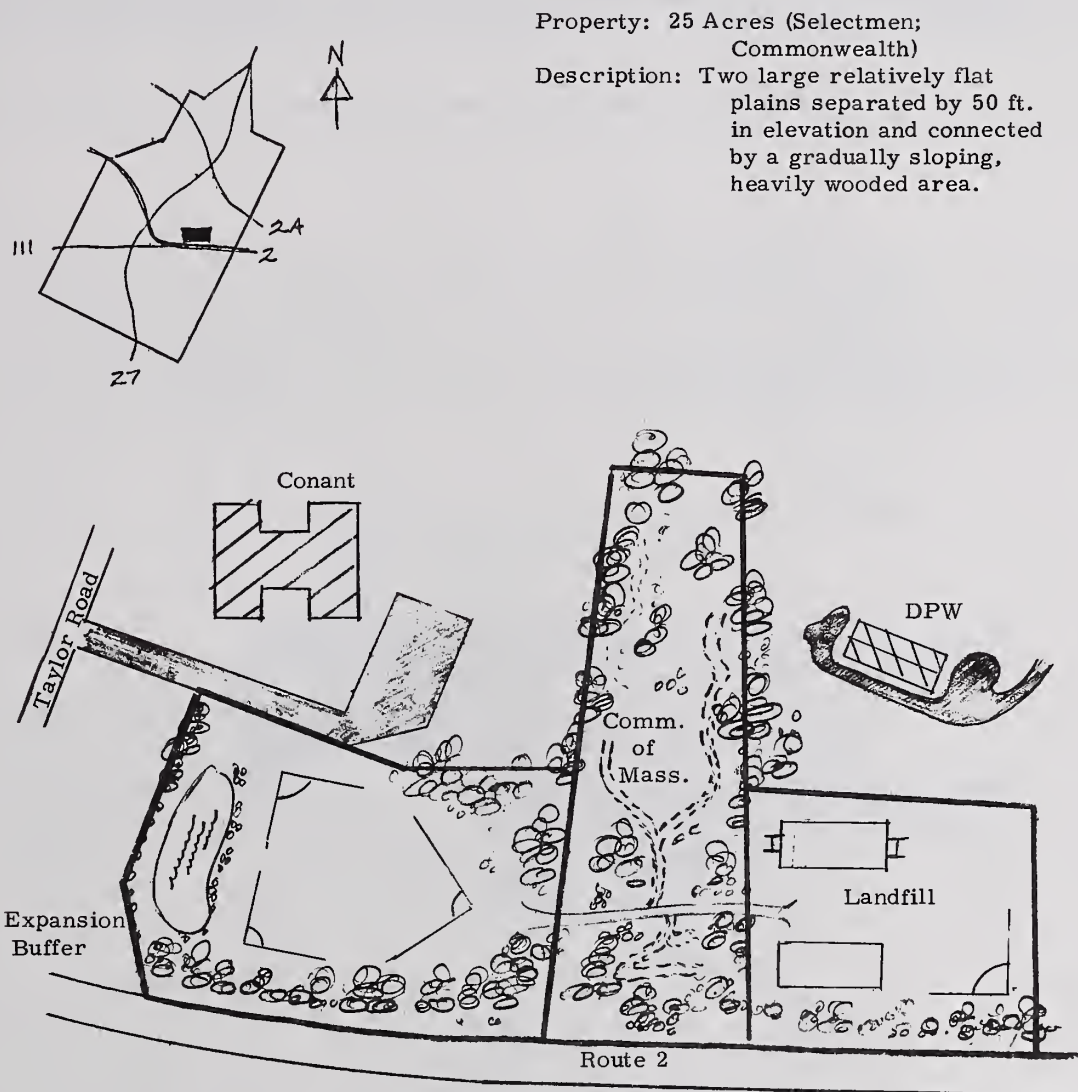 Property: 25 Acres (Selectmen;
Commonwealth)
Description: Two large relatively flat
plains separated by 50 ft.
in elevation and connected
by a gradually sloping,
heavily wooded area.
N
2A
111
2
27
Conant
Taylor Road
DPW
Comm.
of
Mass.
Landfill
Expansion
Buffer
Route 2